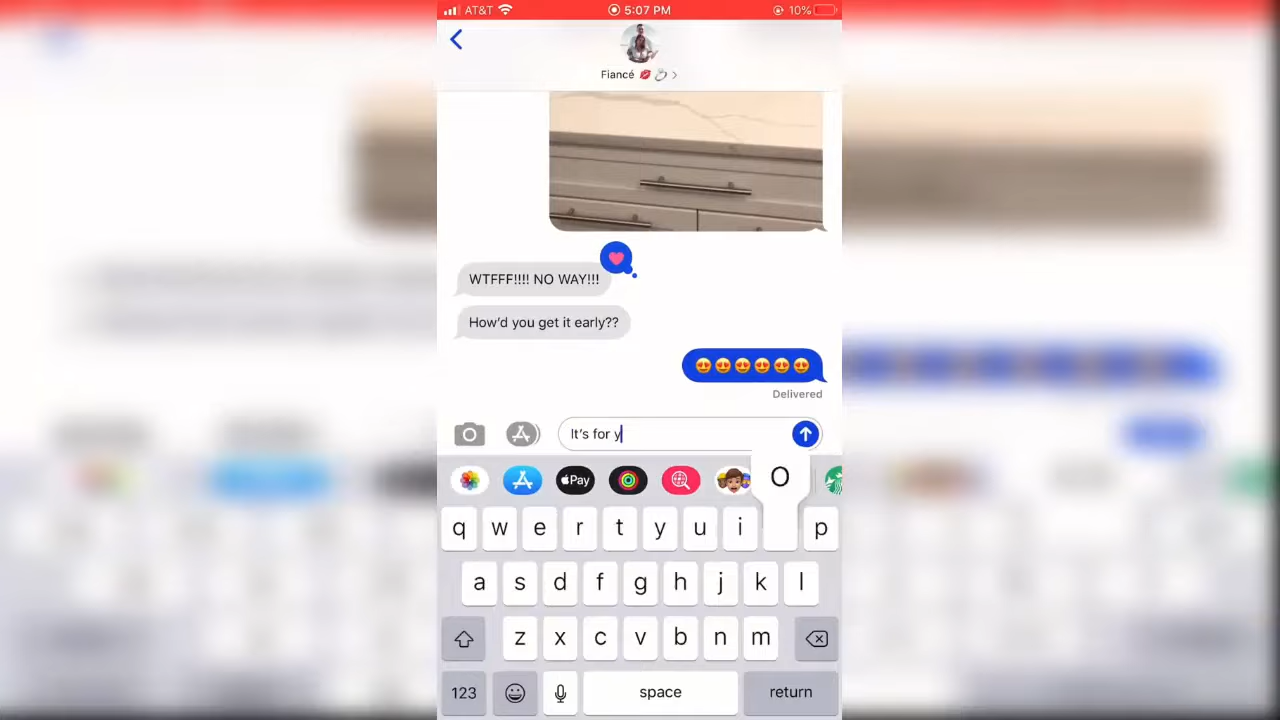 AT&T 5:07 PM 10%
Fiancé 💋 💍 >
WTFFF!!!! NO WAY!!!
How’d you get it early??
😍😍😍😍😍😍
Delivered
It’s for y
Pay
O
q w e r t y u i p
a s d f g h j k l
z x c v b n m
123 space return